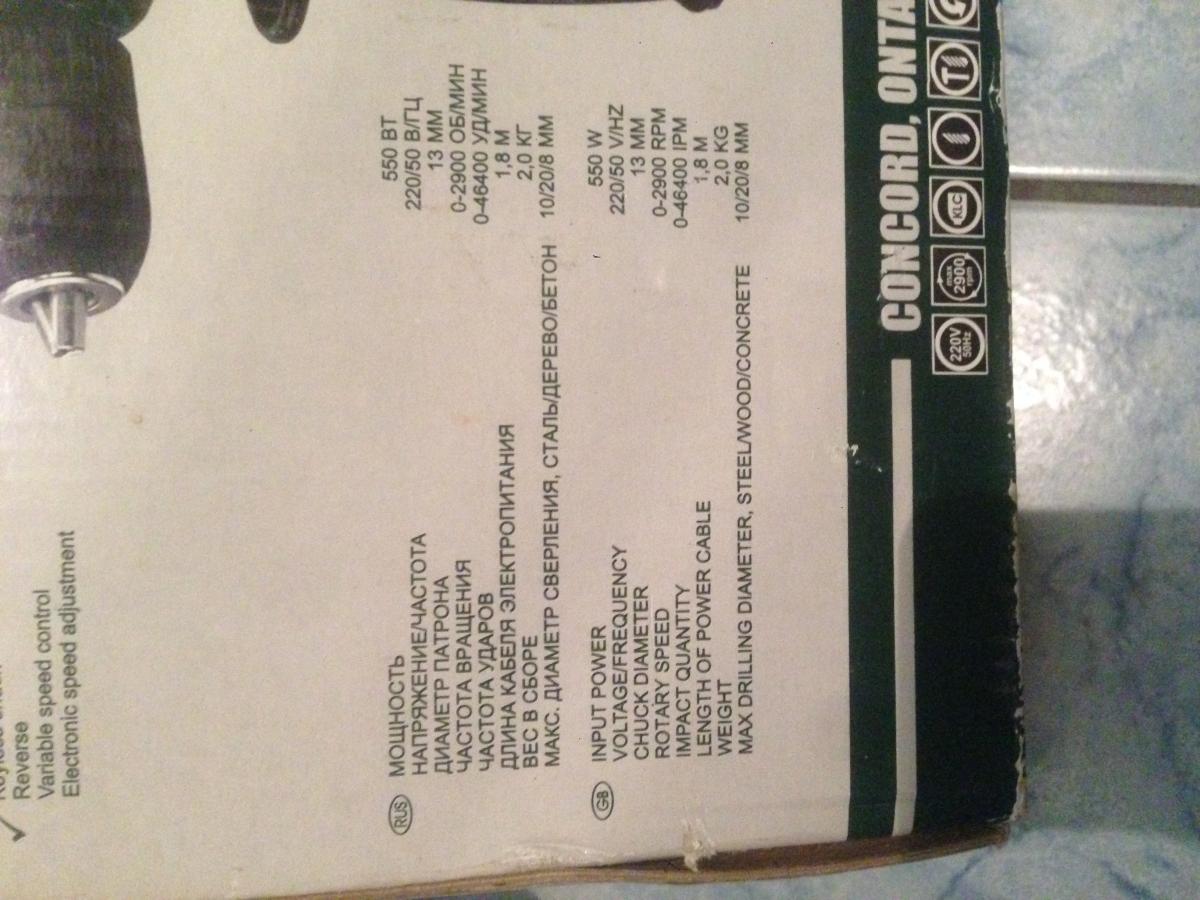 Reverse
Variable speed control
Electronic speed adjustment
RUS
МОЩНОСТЬ 550 ВТ
НАПРЯЖЕНИЕ/ЧАСТОТА 220/50 В/ГЦ
ДИАМЕТР ПАТРОНА 13 ММ
ЧАСТОТА ВРАЩЕНИЯ 0-2900 ОБ/МИН
ЧАСТОТА УДАРОВ 0-46400 УД/МИН
ДЛИНА КАБЕЛЯ ЭЛЕКТРОПИТАНИЯ 1,8 М
ВЕС В СБОРЕ 2,0 КГ
МАКС. ДИАМЕТР СВЕРЛЕНИЯ, СТАЛЬ/ДЕРЕВО/БЕТОН 10/20/8 ММ
GB
INPUT POWER 550 W
VOLTAGE/FREQUENCY 220/50 V/HZ
CHUCK DIAMETER 13 MM
ROTARY SPEED 0-2900 RPM
IMPACT QUANTITY 0-46400 IPM
LENGTH OF POWER CABLE 1,8 M
WEIGHT 2,0 KG
MAX DRILLING DIAMETER, STEEL/WOOD/CONCRETE 10/20/8 MM
CONCORD, ONTA
220V
50Hz
max
2900
rpm
KLC
T